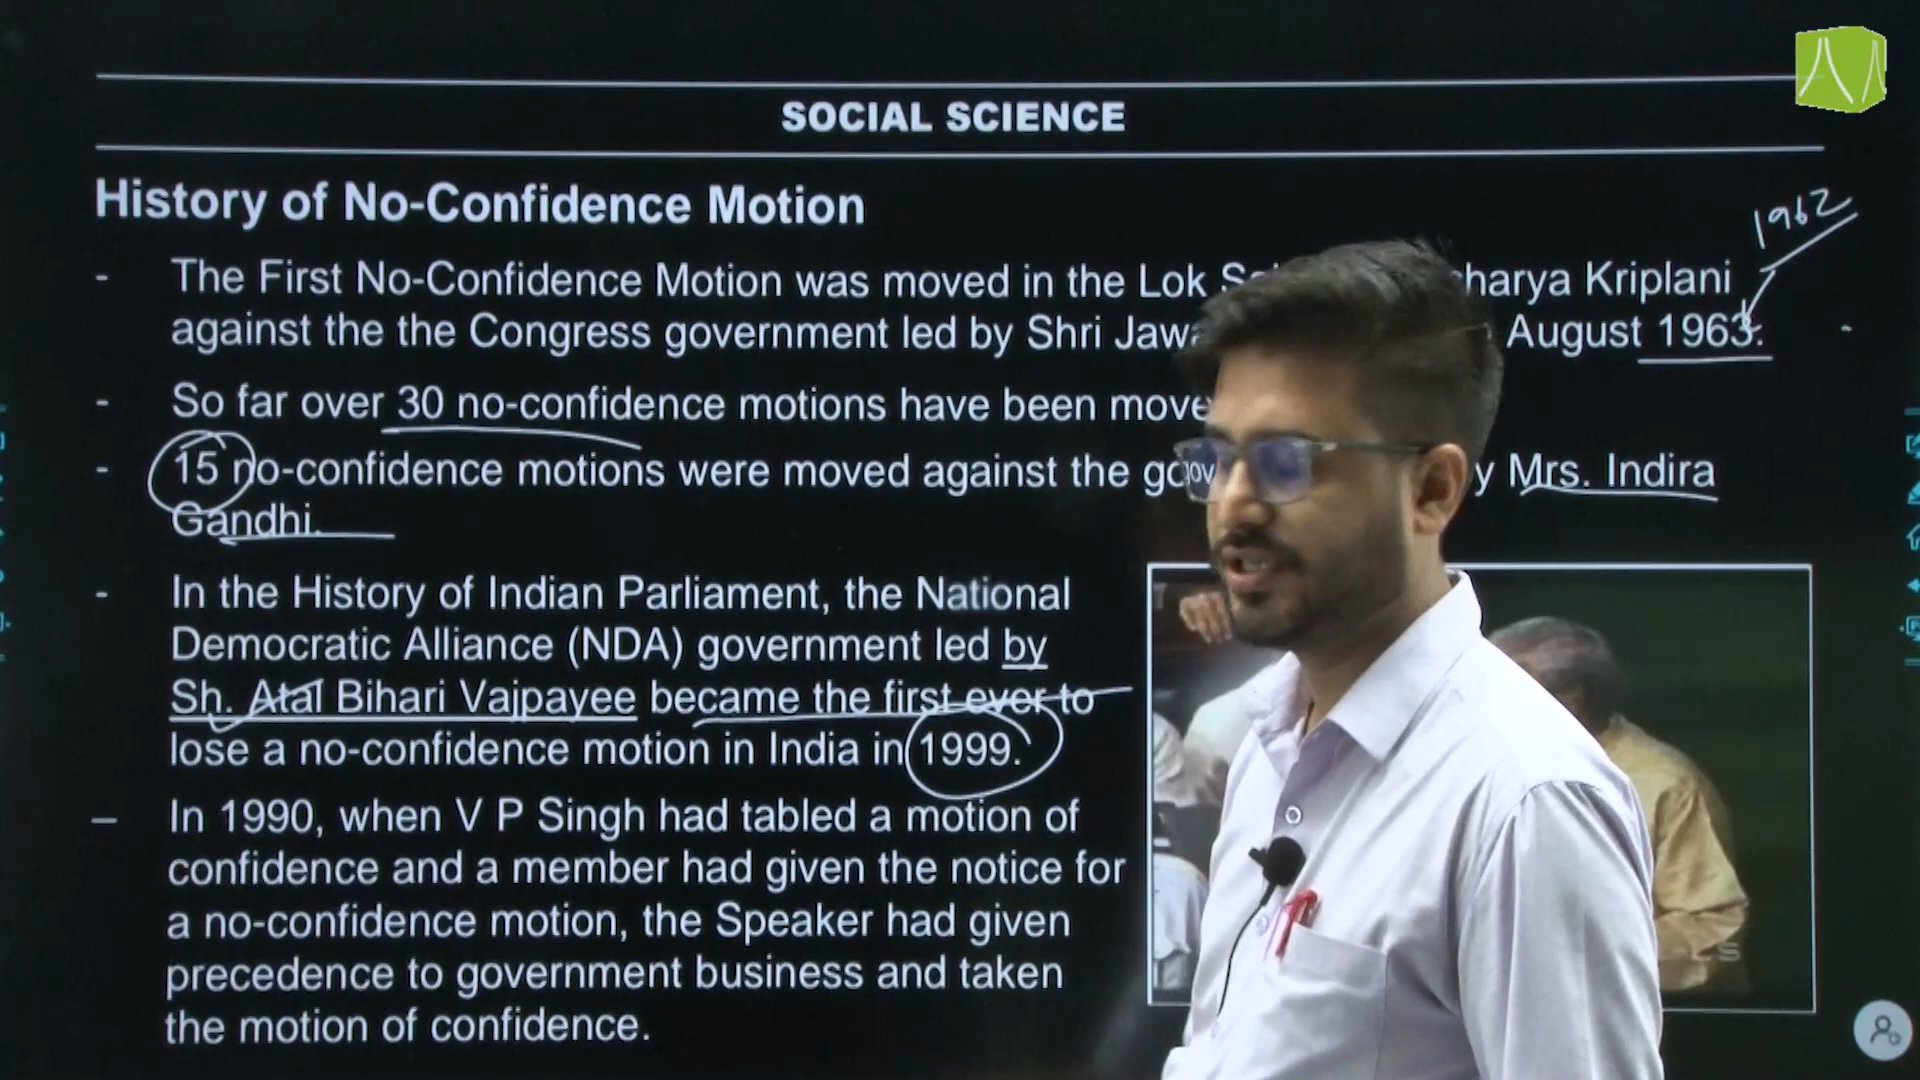 SOCIAL SCIENCE
History of No-Confidence Motion
1962
- The First No-Confidence Motion was moved in the Lok Kriplani
against the the Congress government led by Shri August 1963.
- So far over 30 no-confidence motions have been
- 15 no-confidence motions were moved against the Mrs. Indira
Gandhi.
- In the History of Indian Parliament, the National
Democratic Alliance (NDA) government led by
Sh. Atal Bihari Vajpayee became the first ever to
lose a no-confidence motion in India in 1999.
– In 1990, when V P Singh had tabled a motion of
confidence and a member had given the notice for
a no-confidence motion, the Speaker had given
precedence to government business and taken
the motion of confidence.